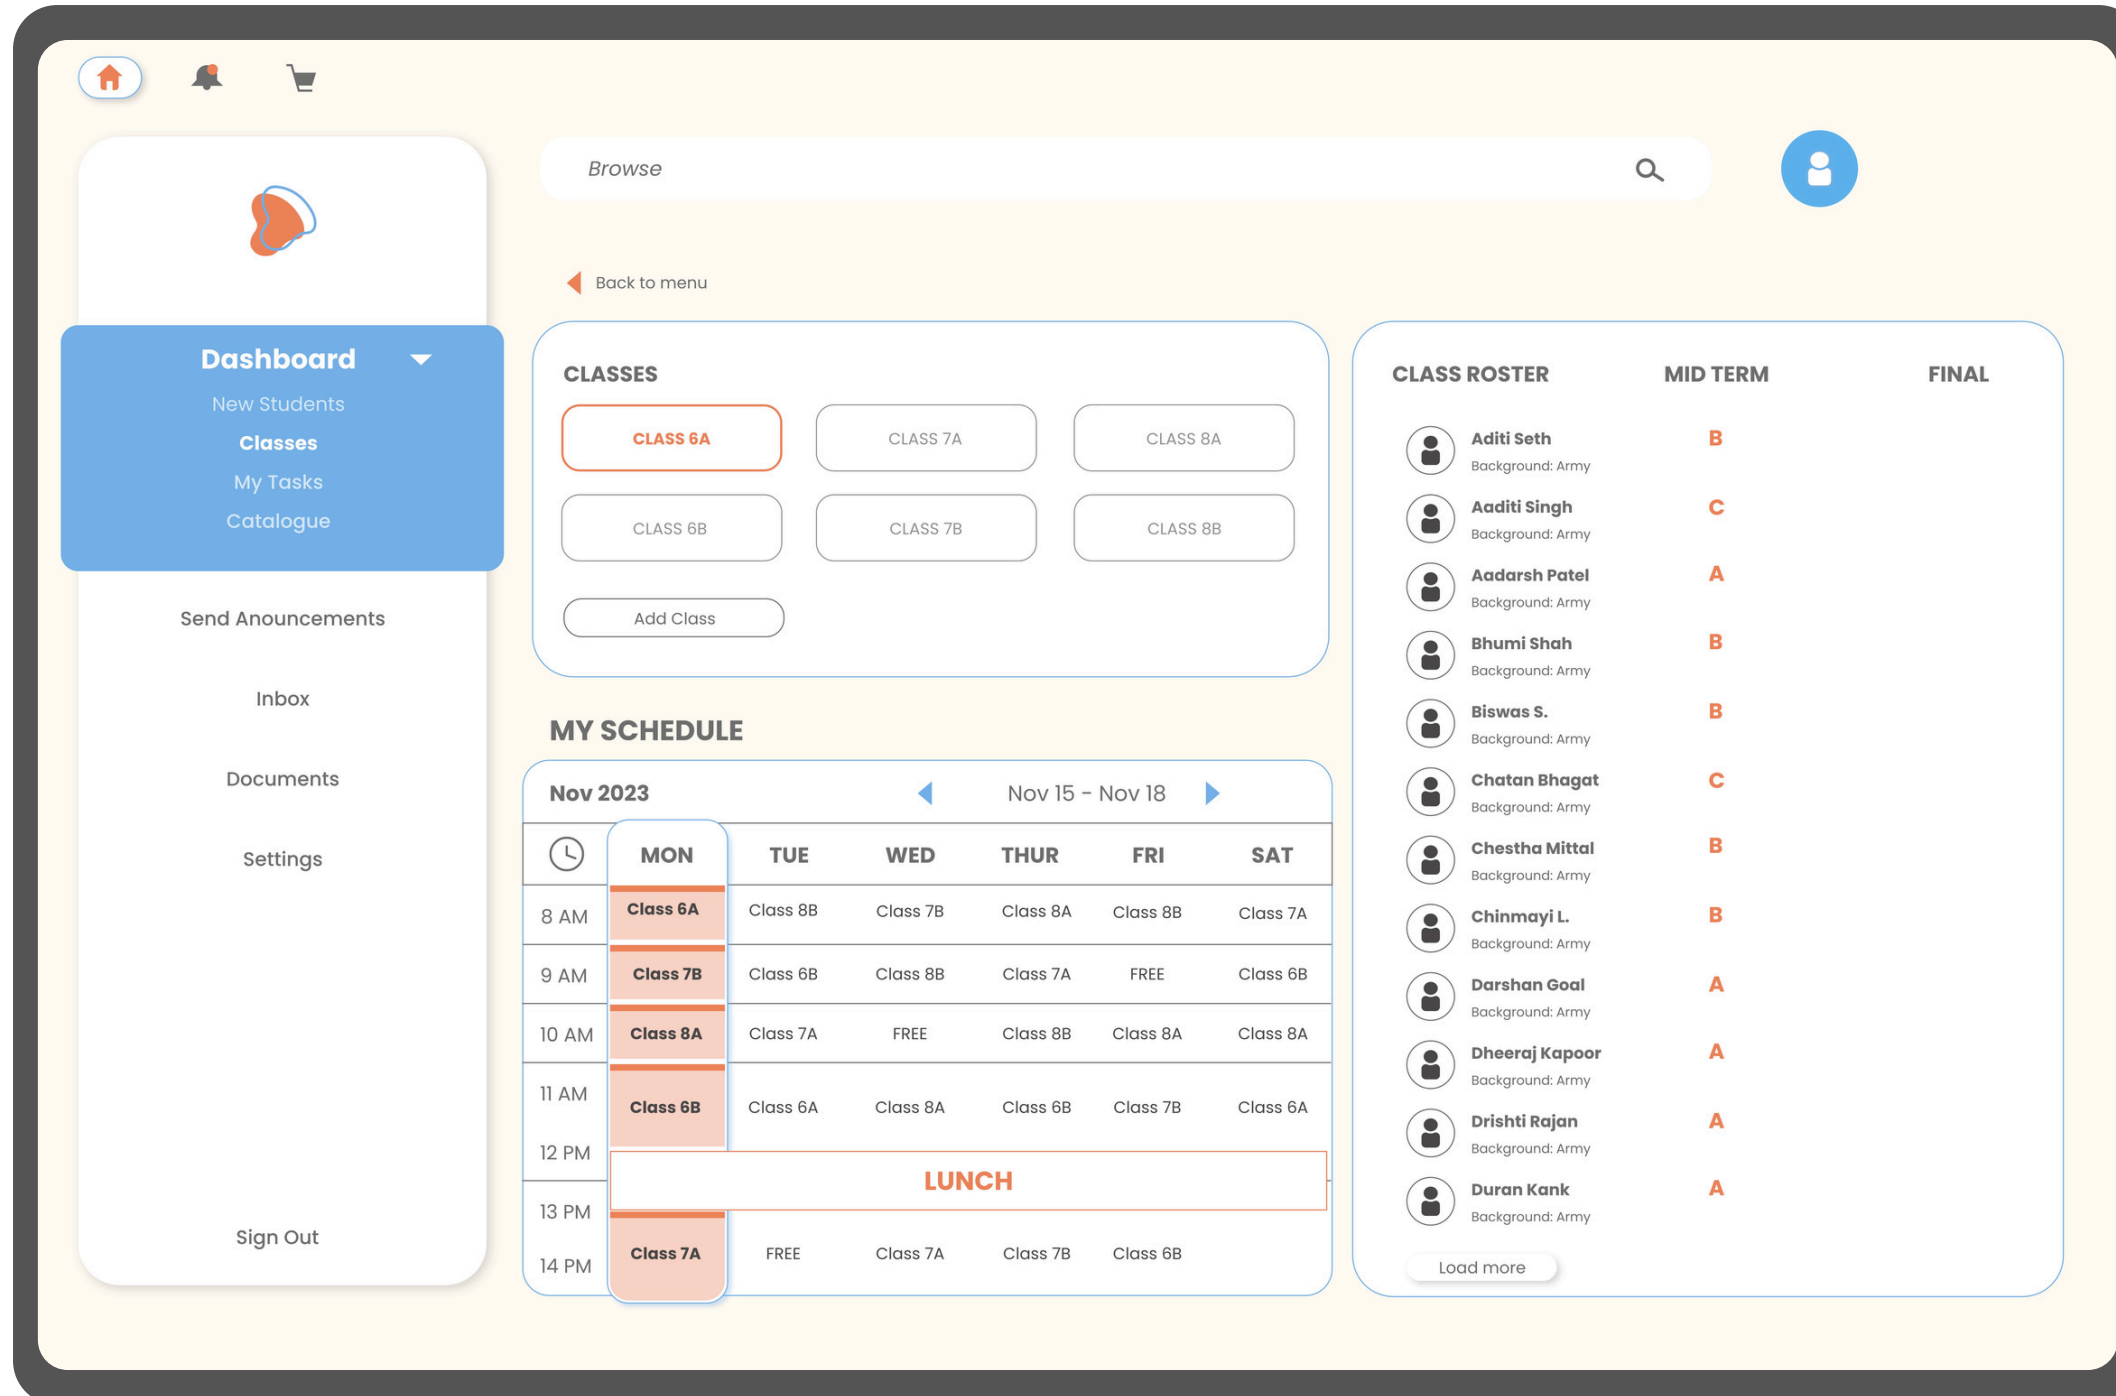 Browse
Back to menu
Dashboard
New Students
Classes
My Tasks
Catalogue
Send Anouncements
Inbox
Documents
Settings
Sign Out
CLASSES
CLASS 6A CLASS 7A CLASS 8A
CLASS 6B CLASS 7B CLASS 8B
Add Class
MY SCHEDULE
Nov 2023 Nov 15 - Nov 18
MON TUE WED THUR FRI SAT
8 AM Class 6A Class 8B Class 7B Class 8A Class 8B Class 7A
9 AM Class 7B Class 6B Class 8B Class 7A FREE Class 6B
10 AM Class 8A Class 7A FREE Class 8B Class 8A Class 8A
11 AM
Class 6B Class 6A Class 8A Class 6B Class 7B Class 6A
12 PM
LUNCH
13 PM
Class 7A FREE Class 7A Class 7B Class 6B
14 PM
CLASS ROSTER MID TERM FINAL
Aditi Seth B
Background: Army
Aaditi Singh C
Background: Army
Aadarsh Patel A
Background: Army
Bhumi Shah B
Background: Army
Biswas S. B
Background: Army
Chatan Bhagat C
Background: Army
Chestha Mittal B
Background: Army
Chinmayi L. B
Background: Army
Darshan Goal A
Background: Army
Dheeraj Kapoor A
Background: Army
Drishti Rajan A
Background: Army
Duran Kank A
Background: Army
Load more